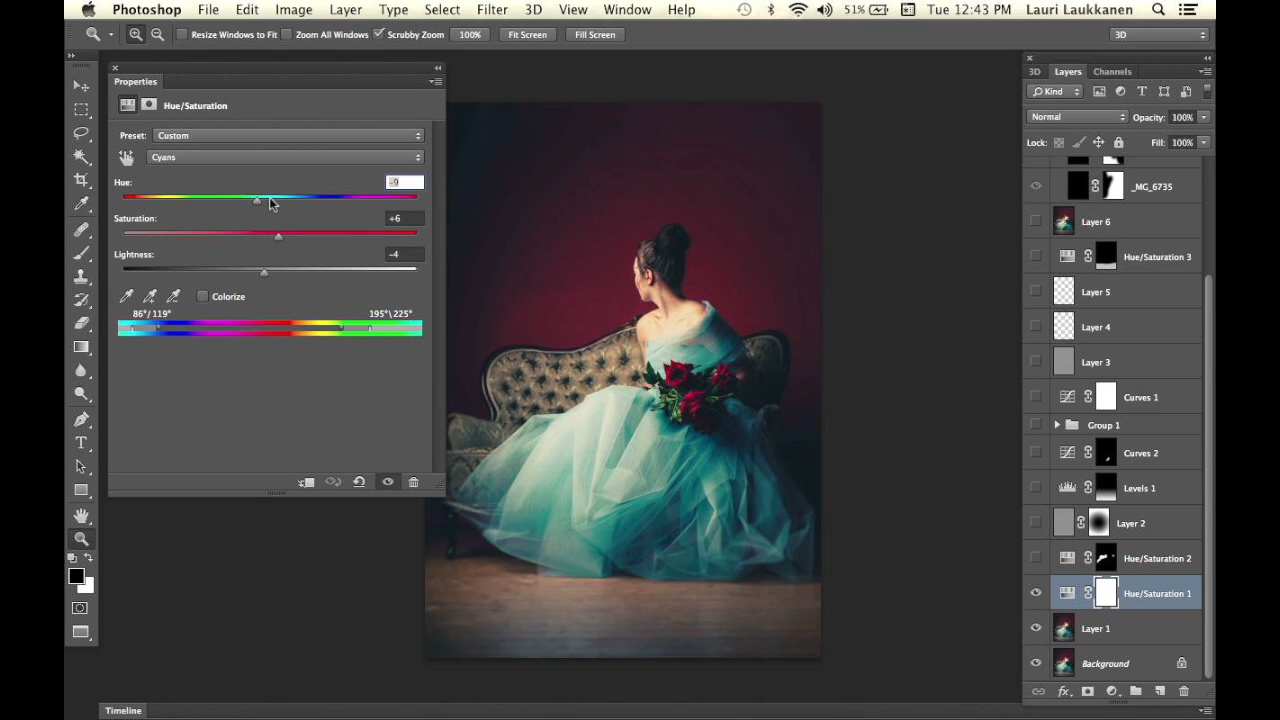 Photoshop File Edit Image Layer Type Select Filter 3D View Window Help 51% Tue 12:43 PM Lauri Laukkanen
Resize Windows to Fit Zoom All Windows Scrubby Zoom 100% Fit Screen Fill Screen 3D
Properties
Hue/Saturation
Preset: Custom
Cyans
Hue: -9
Saturation: +6
Lightness: -4
Colorize
86°/119° 195°\225°
3D Layers Channels
Kind
Normal Opacity: 100%
Lock: Fill: 100%
_MG_6735
Layer 6
Hue/Saturation 3
Layer 5
Layer 4
Layer 3
Curves 1
Group 1
Curves 2
Levels 1
Layer 2
Hue/Saturation 2
Hue/Saturation 1
Layer 1
Background
Timeline